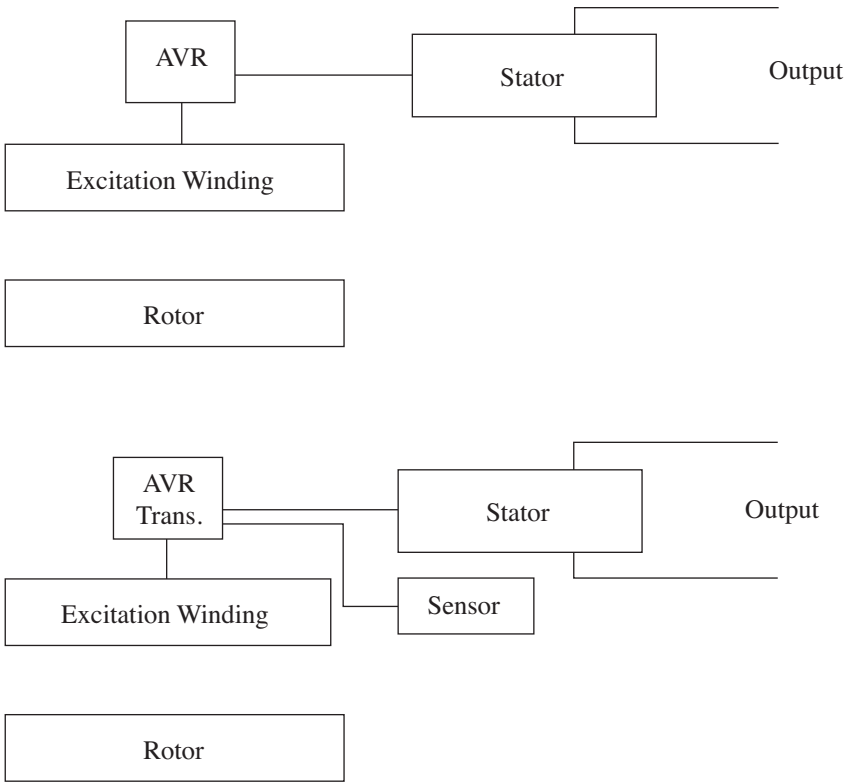 AVR
Stator
Output
Excitation Winding
Rotor
AVR
Trans.
Stator
Output
Excitation Winding
Sensor
Rotor